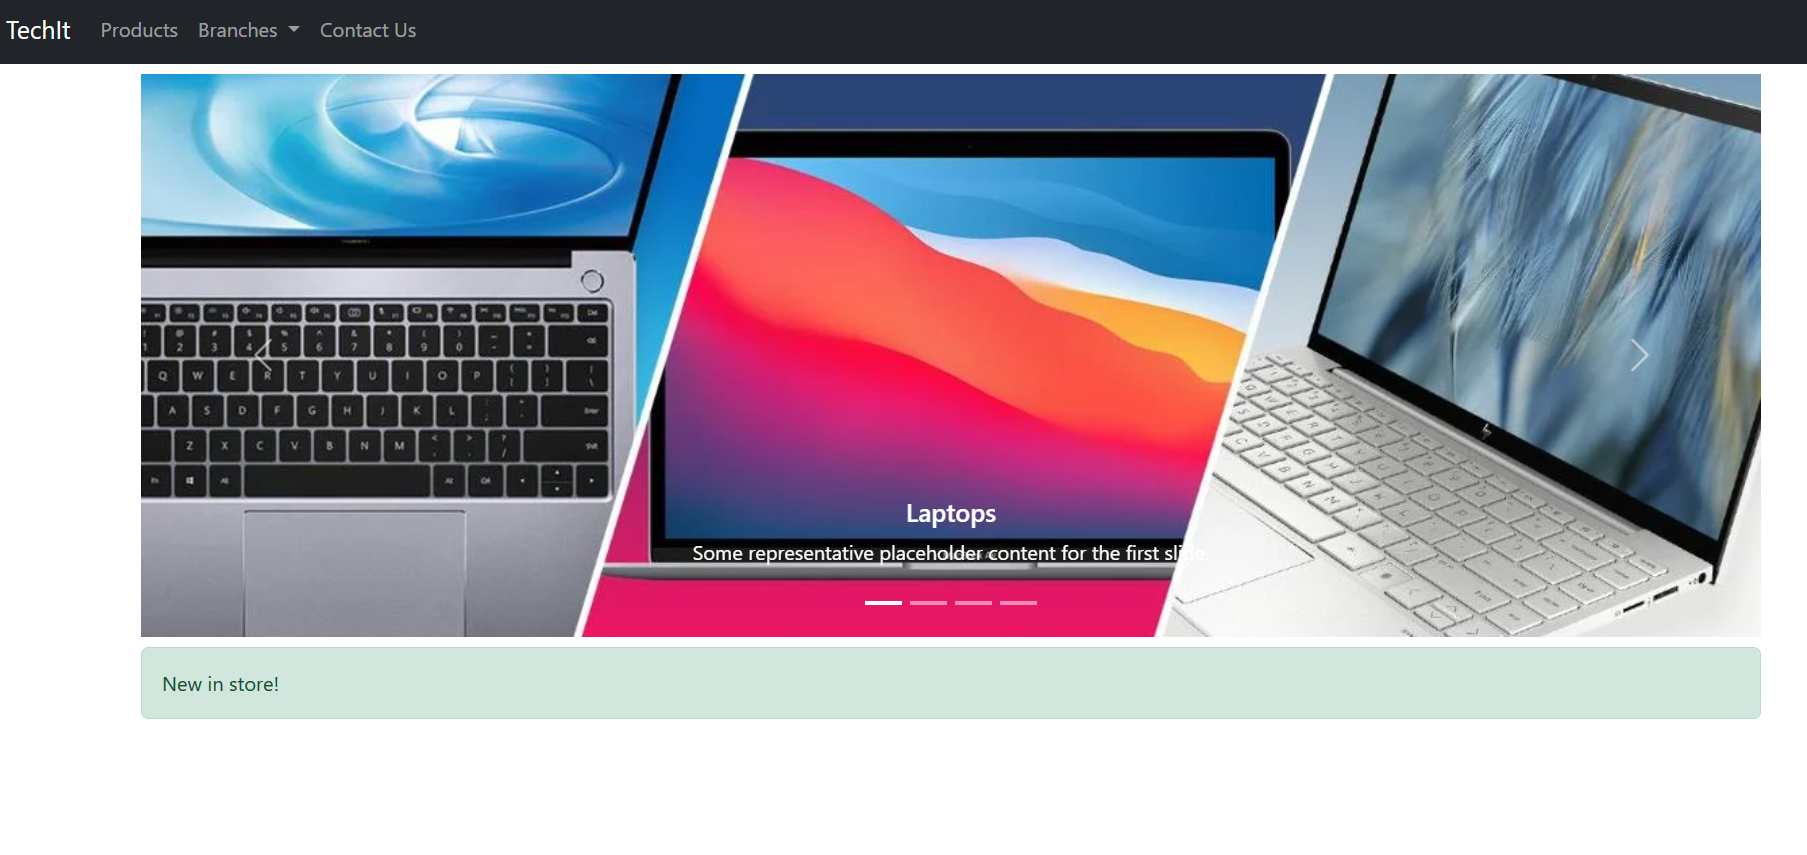 TechIt Products Branches Contact Us
Laptops
Some representative placeholder content for the first slide.
New in store!